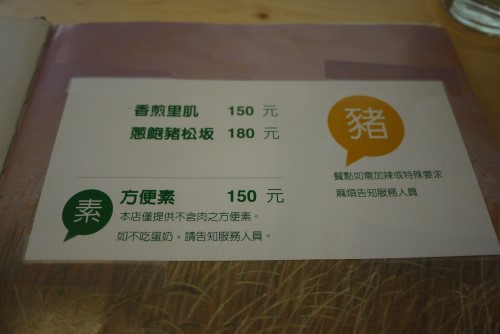 香煎里肌 150 元
蔥飽豬松坂 180 元
豬
餐點如需加辣或特殊要求
麻煩告知服務人員
素
方便素 150 元
本店僅提供不含肉之方便素。
如不吃蛋奶，請告知服務人員。